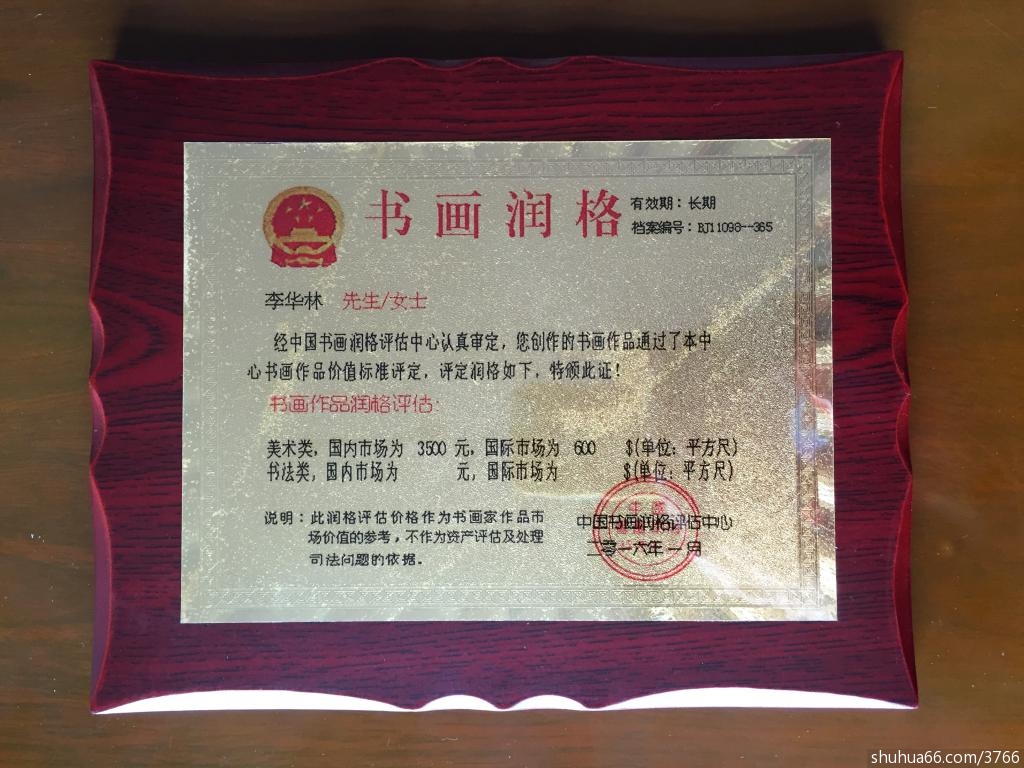 书画润格
有效期：长期
档案编号：BJ11098--365
李华林 先生/女士
经中国书画润格评估中心认真审定，您创作的书画作品通过了本中
心书画作品价值标准评定，评定润格如下，特颁此证！
书画作品润格评估:
美术类，国内市场为 3500 元，国际市场为 600 $(单位：平方尺)
书法类，国内市场为 元，国际市场为 $(单位：平方尺)
说明：此润格评估价格作为书画家作品市
场价值的参考，不作为资产评估及处理
司法问题的依据。
中国书画润格评估中心
二零一六年一月
shuhua66.com/3766